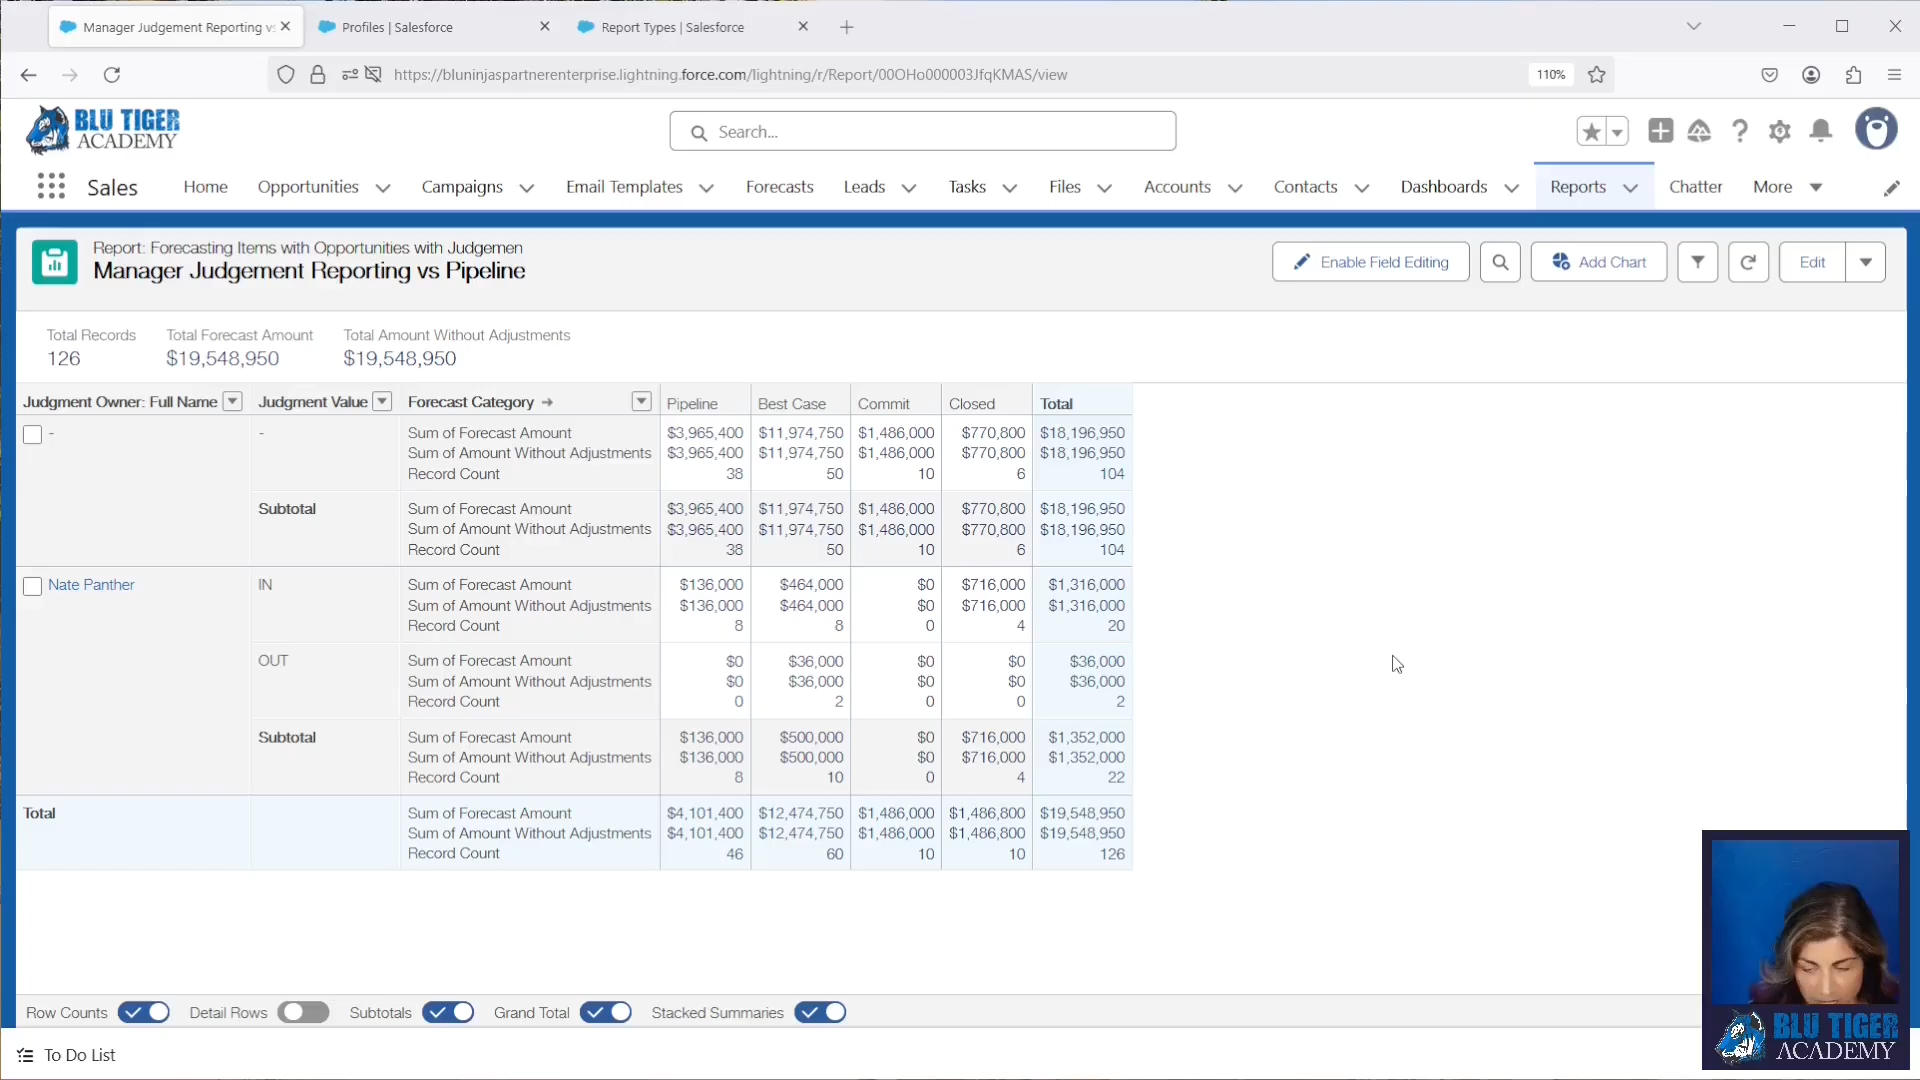 Manager Judgement Reporting vs
Profiles | Salesforce
Report Types | Salesforce
https://bluninjaspartnerenterprise.lightning.force.com/lightning/r/Report/00OHo000003JfqKMAS/view
110%
BLU TIGER
ACADEMY
Search...
Sales
Home
Opportunities
Campaigns
Email Templates
Forecasts
Leads
Tasks
Files
Accounts
Contacts
Dashboards
Reports
Chatter
More
Report: Forecasting Items with Opportunities with Judgemen
Manager Judgement Reporting vs Pipeline
Enable Field Editing
Add Chart
Edit
Total Records Total Forecast Amount Total Amount Without Adjustments
126 $19,548,950 $19,548,950
Judgment Owner: Full Name Judgment Value Forecast Category → Pipeline Best Case Commit Closed Total
- - Sum of Forecast Amount $3,965,400 $11,974,750 $1,486,000 $770,800 $18,196,950
Sum of Amount Without Adjustments $3,965,400 $11,974,750 $1,486,000 $770,800 $18,196,950
Record Count 38 50 10 6 104
Subtotal Sum of Forecast Amount $3,965,400 $11,974,750 $1,486,000 $770,800 $18,196,950
Sum of Amount Without Adjustments $3,965,400 $11,974,750 $1,486,000 $770,800 $18,196,950
Record Count 38 50 10 6 104
Nate Panther IN Sum of Forecast Amount $136,000 $464,000 $0 $716,000 $1,316,000
Sum of Amount Without Adjustments $136,000 $464,000 $0 $716,000 $1,316,000
Record Count 8 8 0 4 20
OUT Sum of Forecast Amount $0 $36,000 $0 $0 $36,000
Sum of Amount Without Adjustments $0 $36,000 $0 $0 $36,000
Record Count 0 2 0 0 2
Subtotal Sum of Forecast Amount $136,000 $500,000 $0 $716,000 $1,352,000
Sum of Amount Without Adjustments $136,000 $500,000 $0 $716,000 $1,352,000
Record Count 8 10 0 4 22
Total Sum of Forecast Amount $4,101,400 $12,474,750 $1,486,000 $1,486,800 $19,548,950
Sum of Amount Without Adjustments $4,101,400 $12,474,750 $1,486,000 $1,486,800 $19,548,950
Record Count 46 60 10 10 126
Row Counts Detail Rows Subtotals Grand Total Stacked Summaries
To Do List
BLU TIGER
ACADEMY